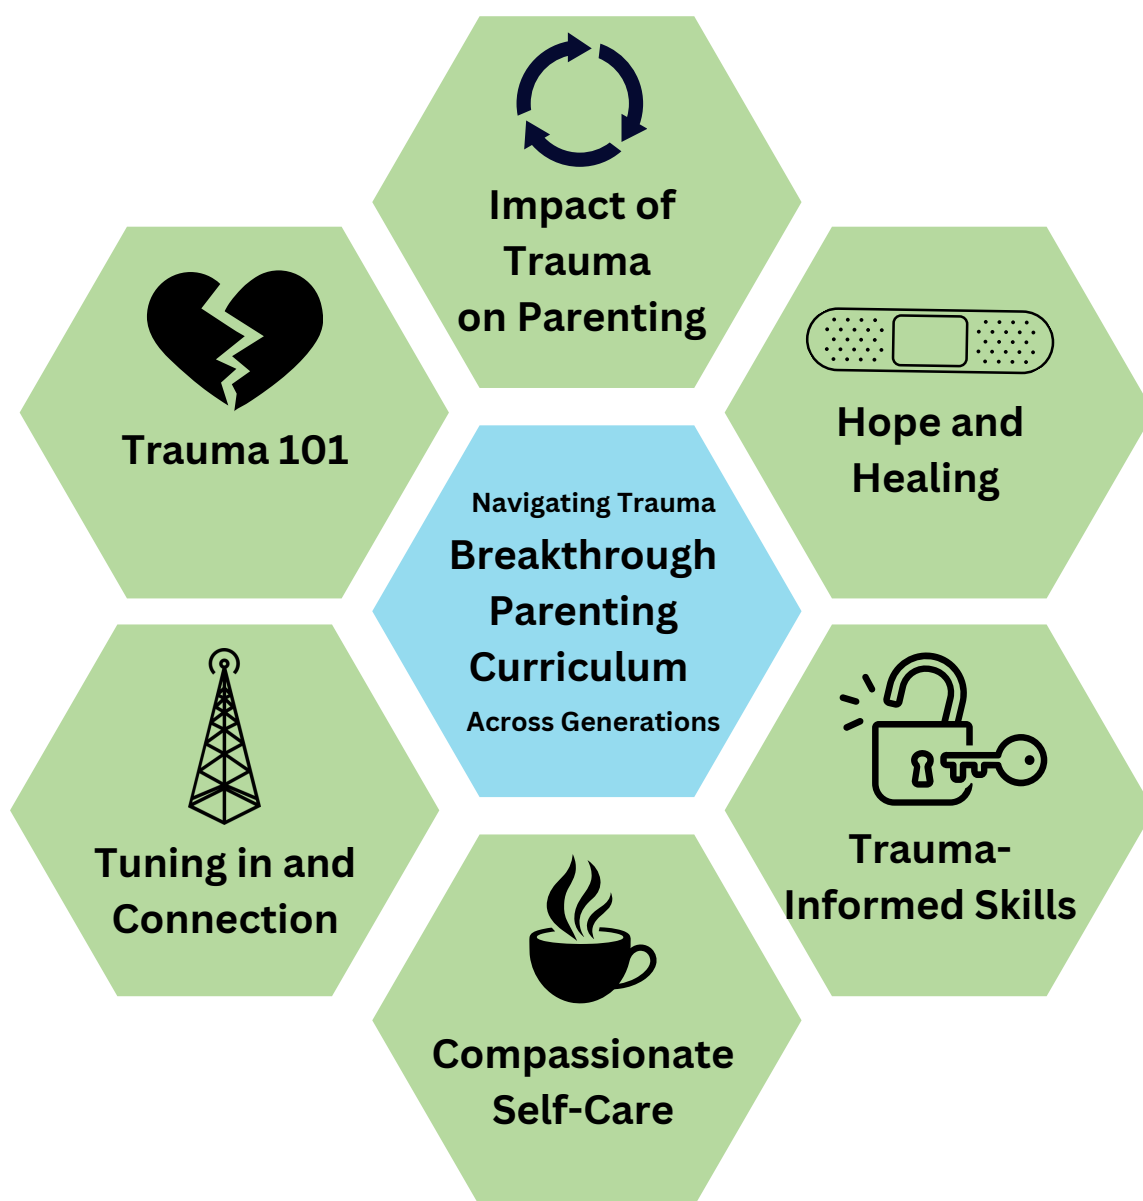 Impact of
Trauma
on Parenting
Trauma 101
Hope and
Healing
Navigating Trauma
Breakthrough
Parenting
Curriculum
Across Generations
Tuning in and
Connection
Trauma-
Informed Skills
Compassionate
Self-Care